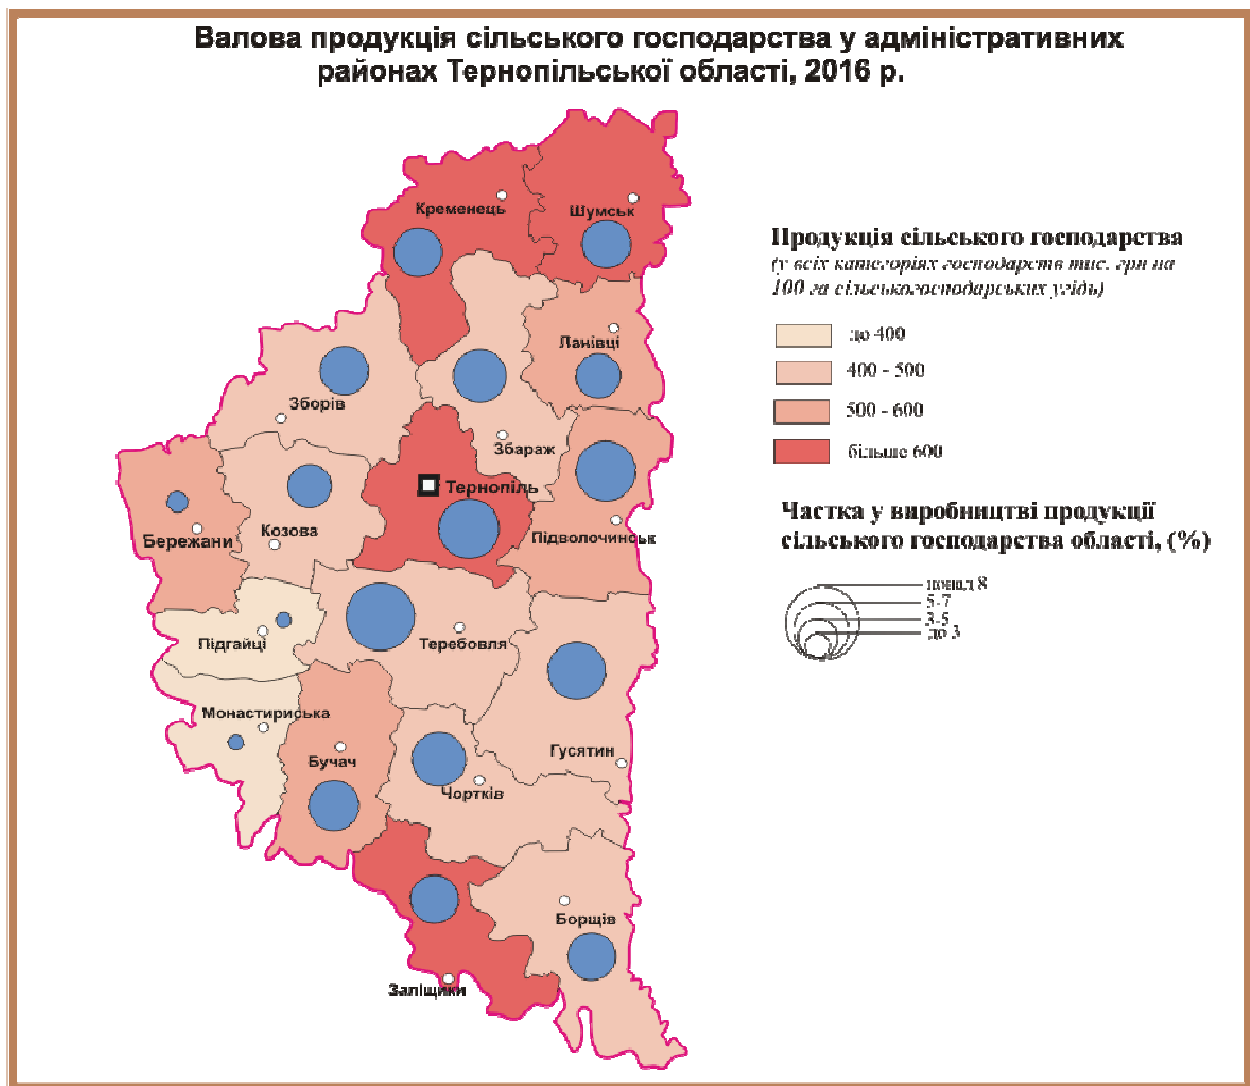 Валова продукція сільського господарства у адміністративних
районах Тернопільської області, 2016 р.
Кременець
Шумськ
Продукція сільського господарства
(у всіх категоріях господарств тис. грн на
100 га сільськогосподарських угідь)
до 400
400 - 500
500 - 600
більше 600
Ланівці
Зборів
Збараж
Тернопіль
Козова
Бережани
Підволочинськ
Частка у виробництві продукції
сільського господарства області, (%)
понад 8
5-7
3-5
до 3
Підгайці
Теребовля
Монастириська
Бучач
Гусятин
Чортків
Борщів
Заліщики